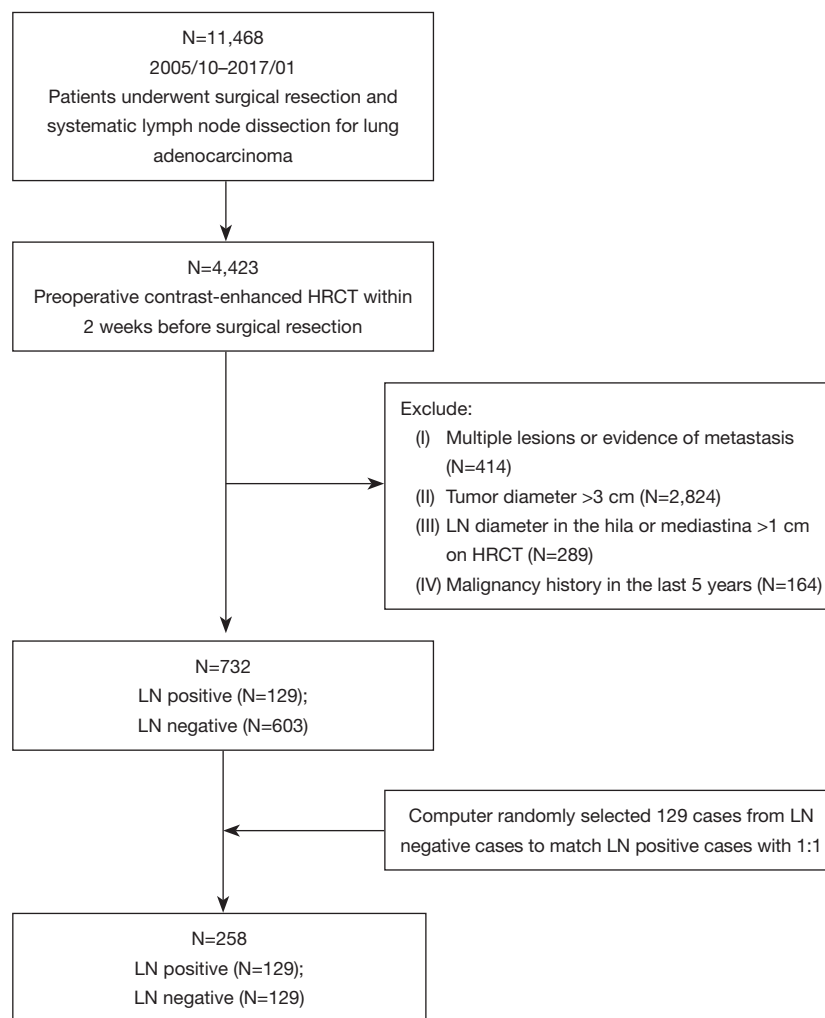 N=11,468
2005/10–2017/01
Patients underwent surgical resection and
systematic lymph node dissection for lung
adenocarcinoma
N=4,423
Preoperative contrast-enhanced HRCT within
2 weeks before surgical resection
Exclude:
(I) Multiple lesions or evidence of metastasis
(N=414)
(II) Tumor diameter >3 cm (N=2,824)
(III) LN diameter in the hila or mediastina >1 cm
on HRCT (N=289)
(IV) Malignancy history in the last 5 years (N=164)
N=732
LN positive (N=129);
LN negative (N=603)
Computer randomly selected 129 cases from LN
negative cases to match LN positive cases with 1:1
N=258
LN positive (N=129);
LN negative (N=129)